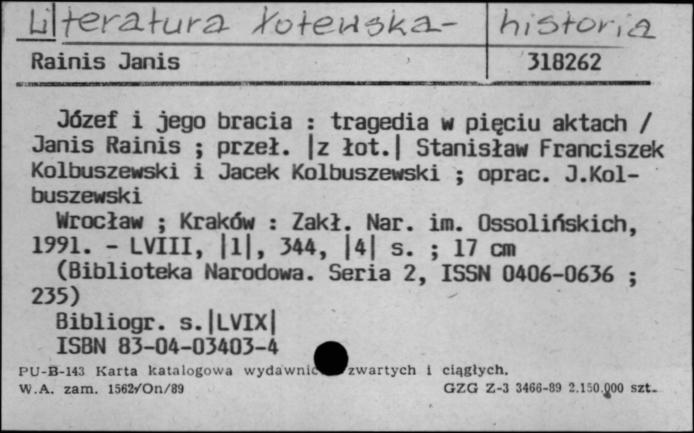 Literatura łotewska- historia
Rainis Janis 318262
Józef i jego bracia : tragedia w pięciu aktach /
Janis Rainis ; przeł. |z łot.| Stanisław Franciszek
Kolbuszewski i Jacek Kolbuszewski ; oprac. J.Kol-
buszewski
Wrocław ; Kraków : Zakł. Nar. im. Ossolińskich,
1991. - LVIII, |1|, 344, |4| s. ; 17 cm
(Biblioteka Narodowa. Seria 2, ISSN 0406-0636 ;
235)
Bibliogr. s.|LVIX|
ISBN 83-04-03403-4
PU-B-143 Karta katalogowa wydawnic zwartych i ciągłych.
W.A. zam. 1562/On/89 GZG Z-3 3466-89 2.150.000 szt.